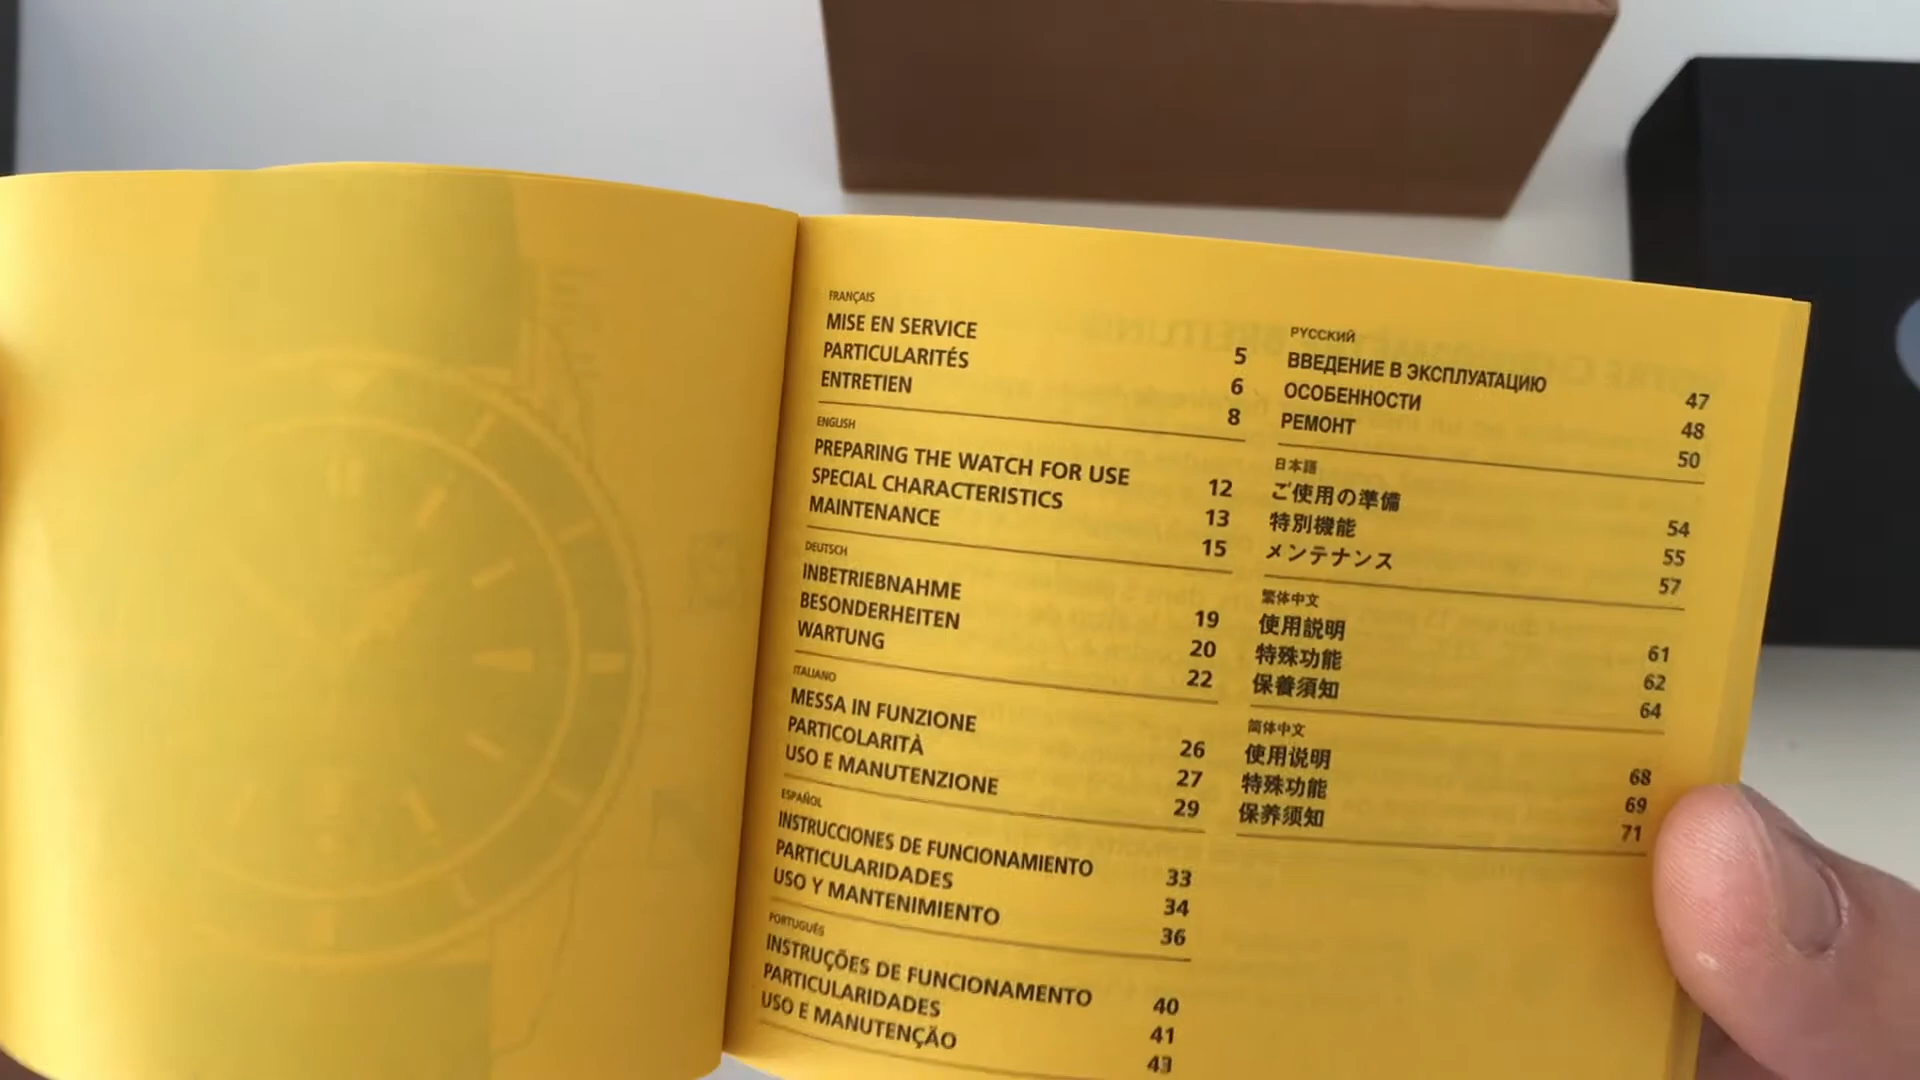 FRANÇAIS
MISE EN SERVICE 5
PARTICULARITÉS 6
ENTRETIEN 8
ENGLISH
PREPARING THE WATCH FOR USE 12
SPECIAL CHARACTERISTICS 13
MAINTENANCE 15
DEUTSCH
INBETRIEBNAHME 19
BESONDERHEITEN 20
WARTUNG 22
ITALIANO
MESSA IN FUNZIONE 26
PARTICOLARITÀ 27
USO E MANUTENZIONE 29
ESPAÑOL
INSTRUCCIONES DE FUNCIONAMIENTO 33
PARTICULARIDADES 34
USO Y MANTENIMIENTO 36
PORTUGUÊS
INSTRUÇÕES DE FUNCIONAMENTO 40
PARTICULARIDADES 41
USO E MANUTENÇÃO 43
РУССКИЙ
ВВЕДЕНИЕ В ЭКСПЛУАТАЦИЮ 47
ОСОБЕННОСТИ 48
РЕМОНТ 50
日本語
ご使用の準備 54
特別機能 55
メンテナンス 57
繁体中文
使用説明 61
特殊功能 62
保養須知 64
简体中文
使用说明 68
特殊功能 69
保养须知 71